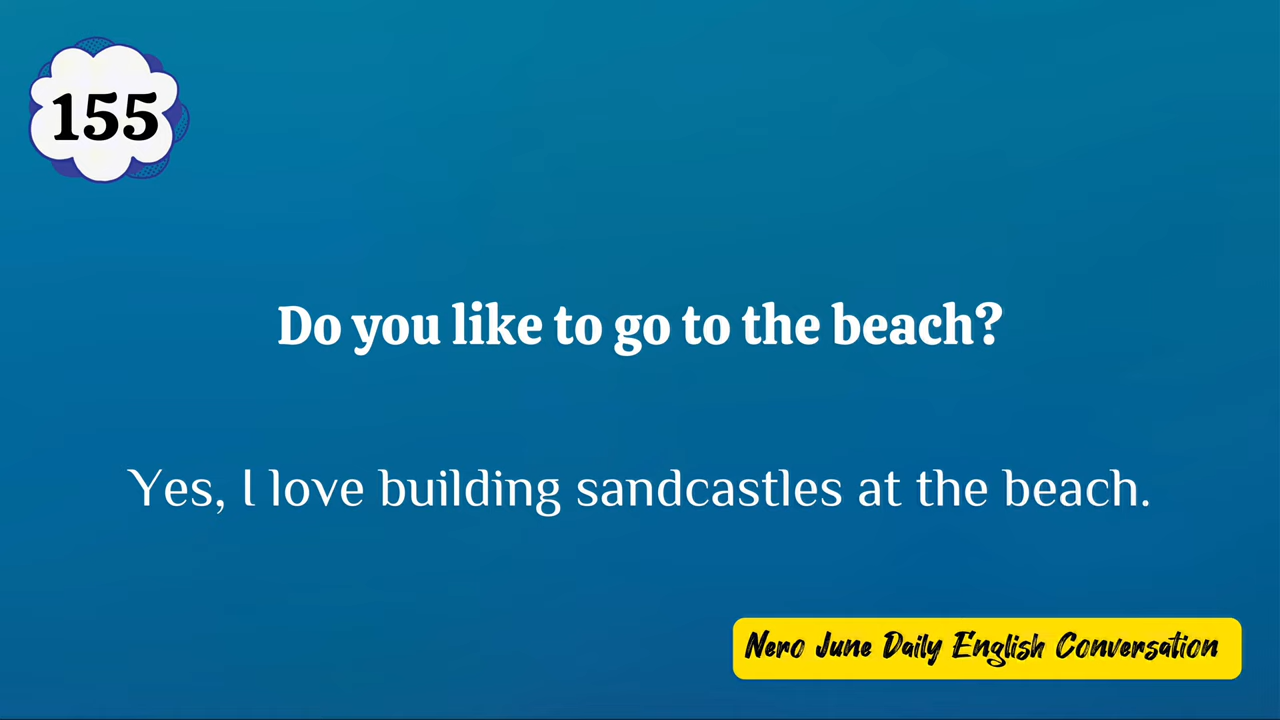 155
Do you like to go to the beach?
Yes, I love building sandcastles at the beach.
Nero June Daily English Conversation